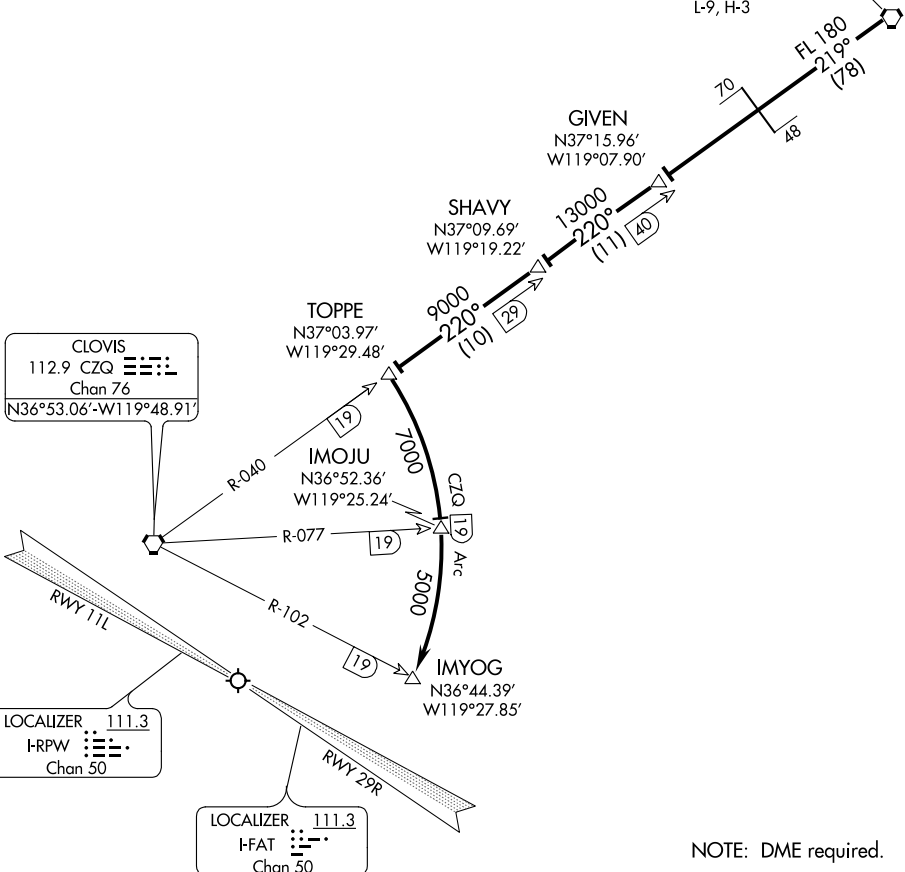 L-9, H-3
FL 180
219°
(78)
70
48
GIVEN
N37°15.96’
W119°07.90’
13000
220°
(11)
40
SHAVY
N37°09.69’
W119°19.22’
9000
220°
(10)
29
TOPPE
N37°03.97’
W119°29.48’
CLOVIS
112.9 CZQ
Chan 76
N36°53.06’-W119°48.91’
R-040
19
7000
IMOJU
N36°52.36’
W119°25.24’
CZQ
19
Arc
R-077
19
5000
R-102
19
IMYOG
N36°44.39’
W119°27.85’
RWY 11L
LOCALIZER 111.3
I-RPW
Chan 50
RWY 29R
LOCALIZER 111.3
I-FAT
Chan 50
NOTE: DME required.